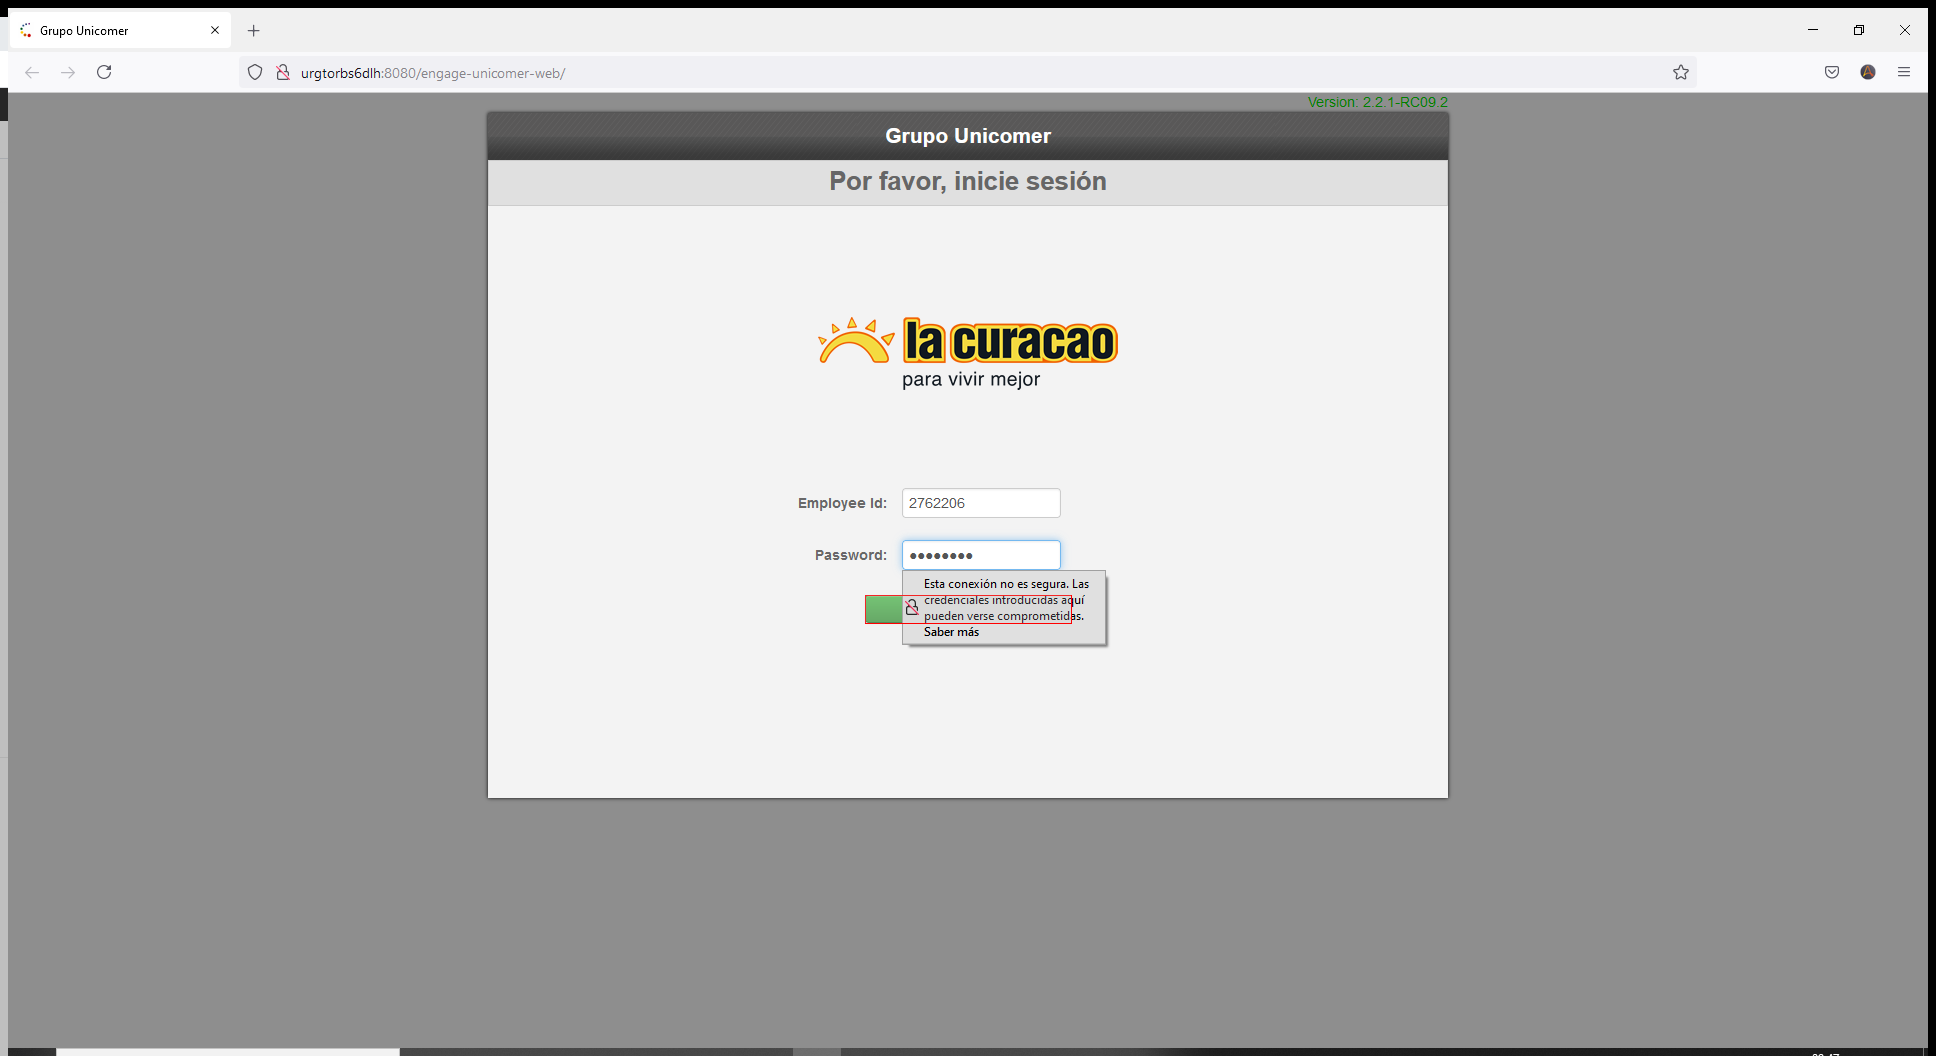 Grupo Unicomer
urgtorbs6dlh:8080/engage-unicomer-web/
Version: 2.2.1-RC09.2
Grupo Unicomer
Por favor, inicie sesión
la curacao
para vivir mejor
Employee Id:
2762206
Password:
Esta conexión no es segura. Las
credenciales introducidas aquí
pueden verse comprometidas.
Saber más